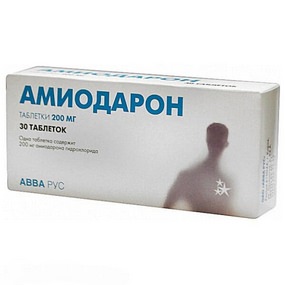 АМИОДАРОН
ТАБЛЕТКИ 200 МГ
30 ТАБЛЕТОК
Одна таблетка содержит
200 мг амиодарона гидрохлорида
АВВА РУС